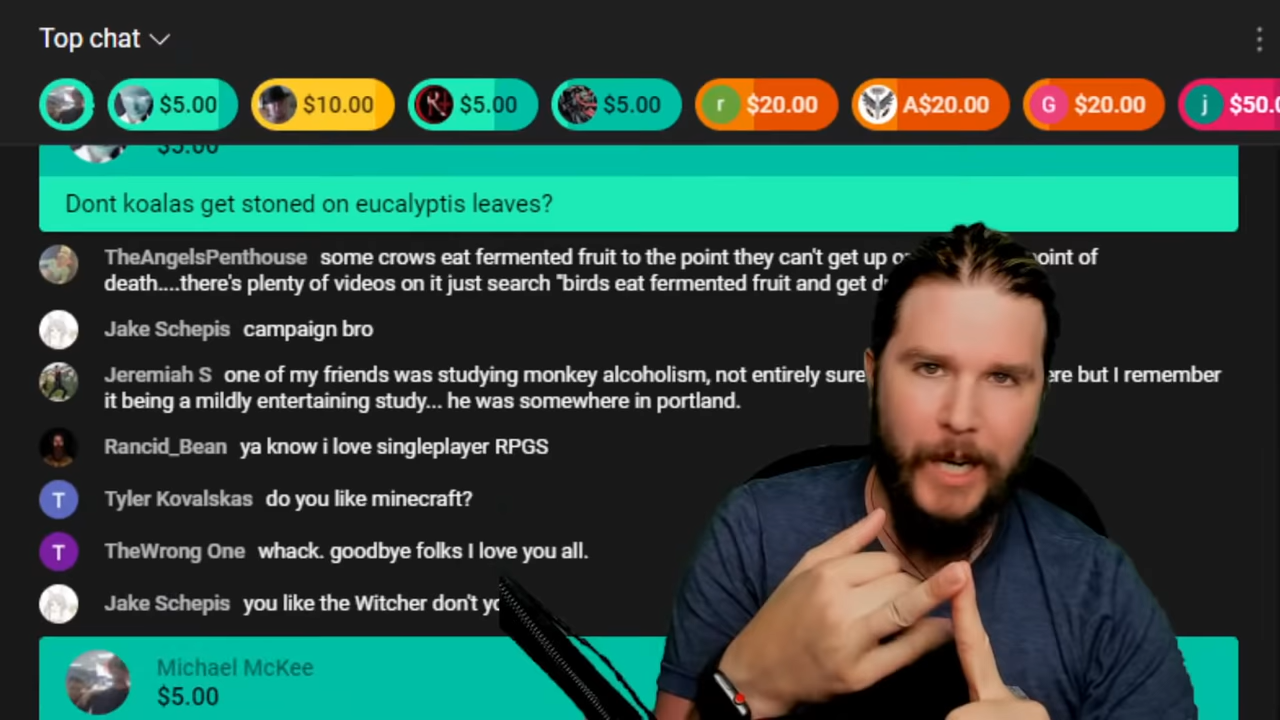 Top chat
$5.00 $10.00 $5.00 $5.00 r $20.00 A$20.00 G $20.00 j
$5.00
Dont koalas get stoned on eucalyptis leaves?
TheAngelsPenthouse some crows eat fermented fruit to the point they can't get up of
death....there's plenty of videos on it just search "birds eat fermented fruit and get
Jake Schepis campaign bro
Jeremiah S one of my friends was studying monkey alcoholism, not entirely sure but I remember
it being a mildly entertaining study... he was somewhere in portland.
Rancid_Bean ya know i love singleplayer RPGS
T Tyler Kovalskas do you like minecraft?
T TheWrong One whack. goodbye folks I love you all.
Jake Schepis you like the Witcher don't
Michael McKee
$5.00